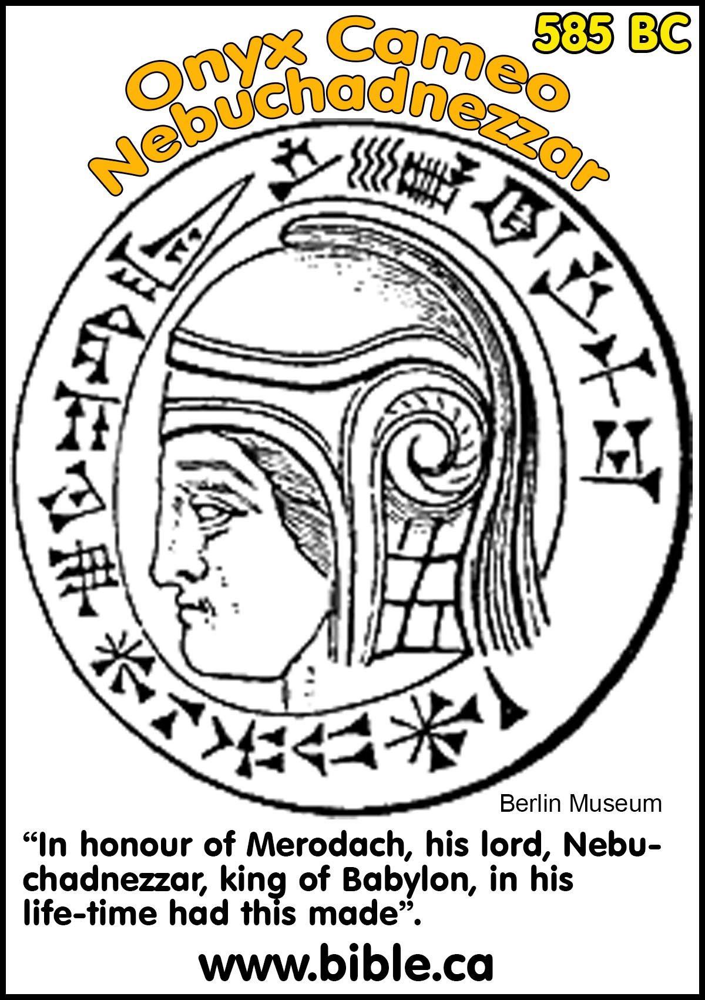 585 BC
Onyx Cameo
Nebuchadnezzar
Berlin Museum
“In honour of Merodach, his lord, Nebu-
chadnezzar, king of Babylon, in his
life-time had this made”.
www.bible.ca